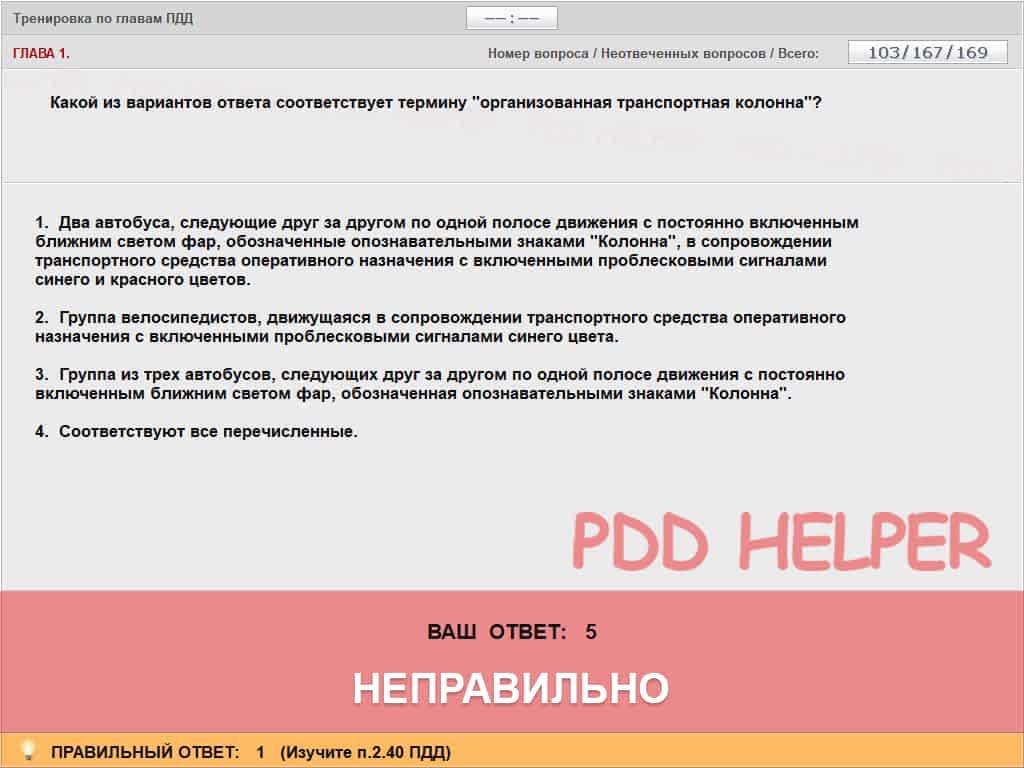 Тренировка по главам ПДД
—— : ——
ГЛАВА 1.
Номер вопроса / Неотвеченных вопросов / Всего:
103/167/169
Какой из вариантов ответа соответствует термину "организованная транспортная колонна"?
1. Два автобуса, следующие друг за другом по одной полосе движения с постоянно включенным
ближним светом фар, обозначенные опознавательными знаками "Колонна", в сопровождении
транспортного средства оперативного назначения с включенными проблесковыми сигналами
синего и красного цветов.
2. Группа велосипедистов, движущаяся в сопровождении транспортного средства оперативного
назначения с включенными проблесковыми сигналами синего цвета.
3. Группа из трех автобусов, следующих друг за другом по одной полосе движения с постоянно
включенным ближним светом фар, обозначенная опознавательными знаками "Колонна".
4. Соответствуют все перечисленные.
PDD HELPER
ВАШ ОТВЕТ: 5
НЕПРАВИЛЬНО
ПРАВИЛЬНЫЙ ОТВЕТ: 1 (Изучите п.2.40 ПДД)